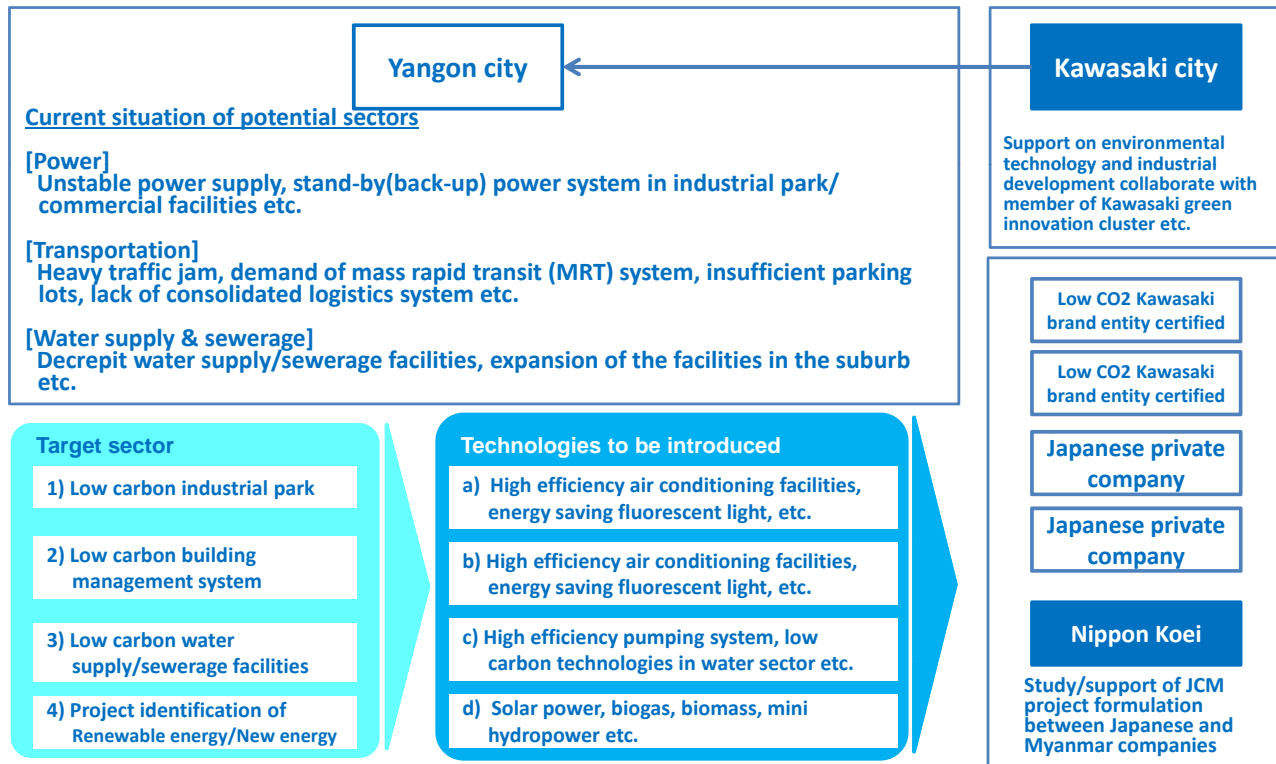 Yangon city
Kawasaki city
Current situation of potential sectors
[Power]
Unstable power supply, stand-by(back-up) power system in industrial park/
commercial facilities etc.
[Transportation]
Heavy traffic jam, demand of mass rapid transit (MRT) system, insufficient parking
lots, lack of consolidated logistics system etc.
[Water supply & sewerage]
Decrepit water supply/sewerage facilities, expansion of the facilities in the suburb
etc.
Support on environmental
technology and industrial
development collaborate with
member of Kawasaki green
innovation cluster etc.
Target sector
1) Low carbon industrial park
2) Low carbon building
management system
3) Low carbon water
supply/sewerage facilities
4) Project identification of
Renewable energy/New energy
Technologies to be introduced
a) High efficiency air conditioning facilities,
energy saving fluorescent light, etc.
b) High efficiency air conditioning facilities,
energy saving fluorescent light, etc.
c) High efficiency pumping system, low
carbon technologies in water sector etc.
d) Solar power, biogas, biomass, mini
hydropower etc.
Low CO2 Kawasaki
brand entity certified
Low CO2 Kawasaki
brand entity certified
Japanese private
company
Japanese private
company
Nippon Koei
Study/support of JCM
project formulation
between Japanese and
Myanmar companies